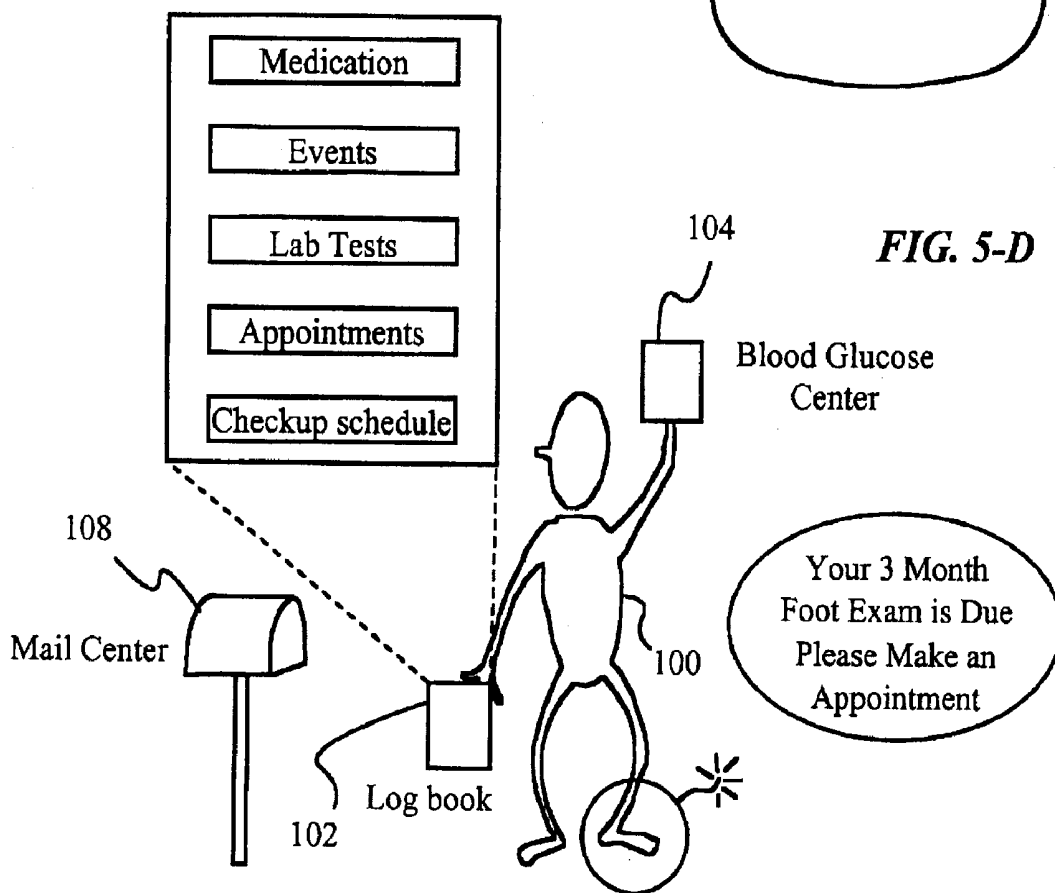 Medication
Events
Lab Tests
Appointments
Checkup schedule
104
FIG. 5-D
Blood Glucose
Center
108
Mail Center
Your 3 Month
Foot Exam is Due
Please Make an
Appointment
100
Log book
102